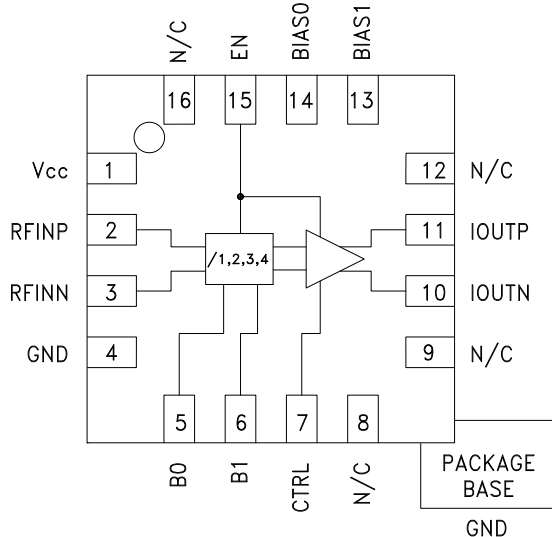 N/C
EN
BIAS0
BIAS1
16
15
14
13
Vcc
1
12
N/C
RFINP
2
11
IOUTP
/1,2,3,4
RFINN
3
10
IOUTN
GND
4
9
N/C
5
6
7
8
B0
B1
CTRL
N/C
PACKAGE
BASE
GND